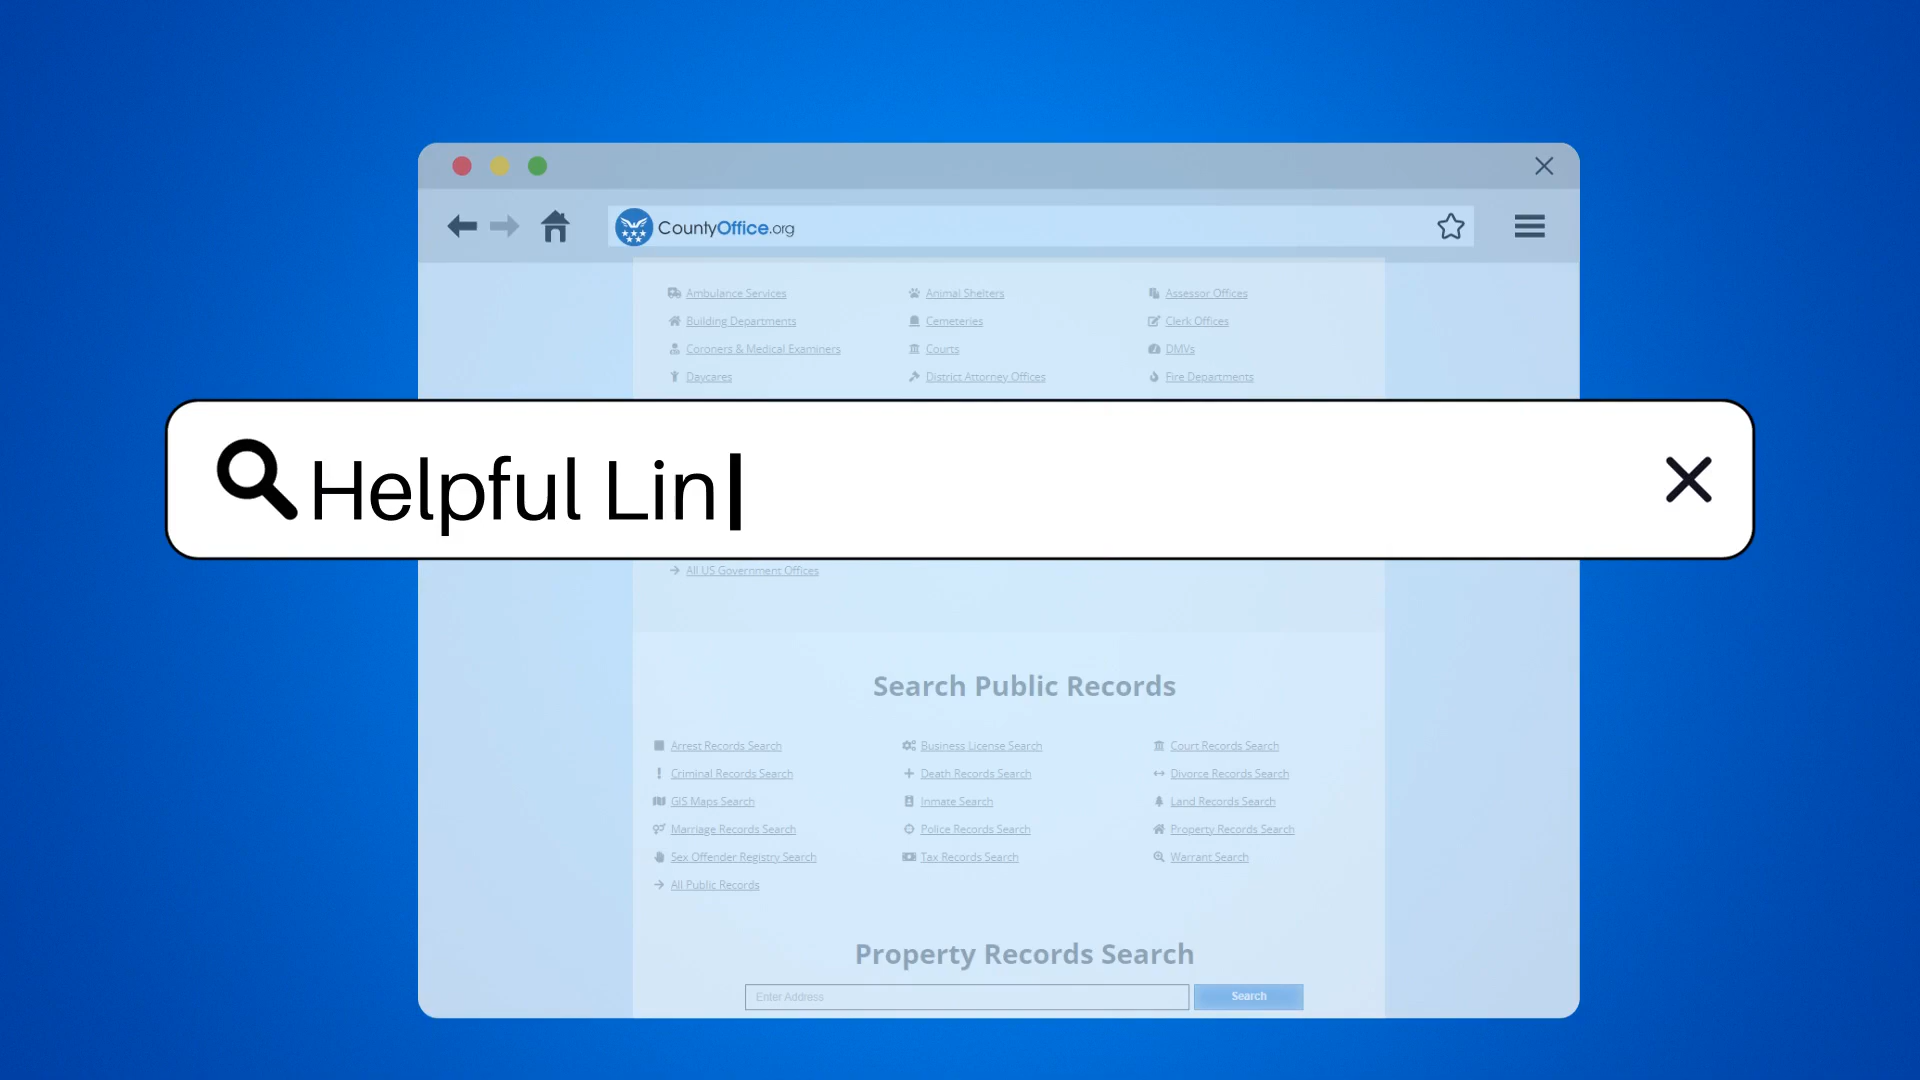 CountyOffice.org
Ambulance Services Animal Shelters Assessor Offices
Building Departments Cemeteries Clerk Offices
Coroners & Medical Examiners Courts DMVs
Daycares District Attorney Offices Fire Departments
Helpful Lin
All US Government Offices
Search Public Records
Arrest Records Search Business License Search Court Records Search
Criminal Records Search Death Records Search Divorce Records Search
GIS Maps Search Inmate Search Land Records Search
Marriage Records Search Police Records Search Property Records Search
Sex Offender Registry Search Tax Records Search Warrant Search
All Public Records
Property Records Search
Enter Address Search